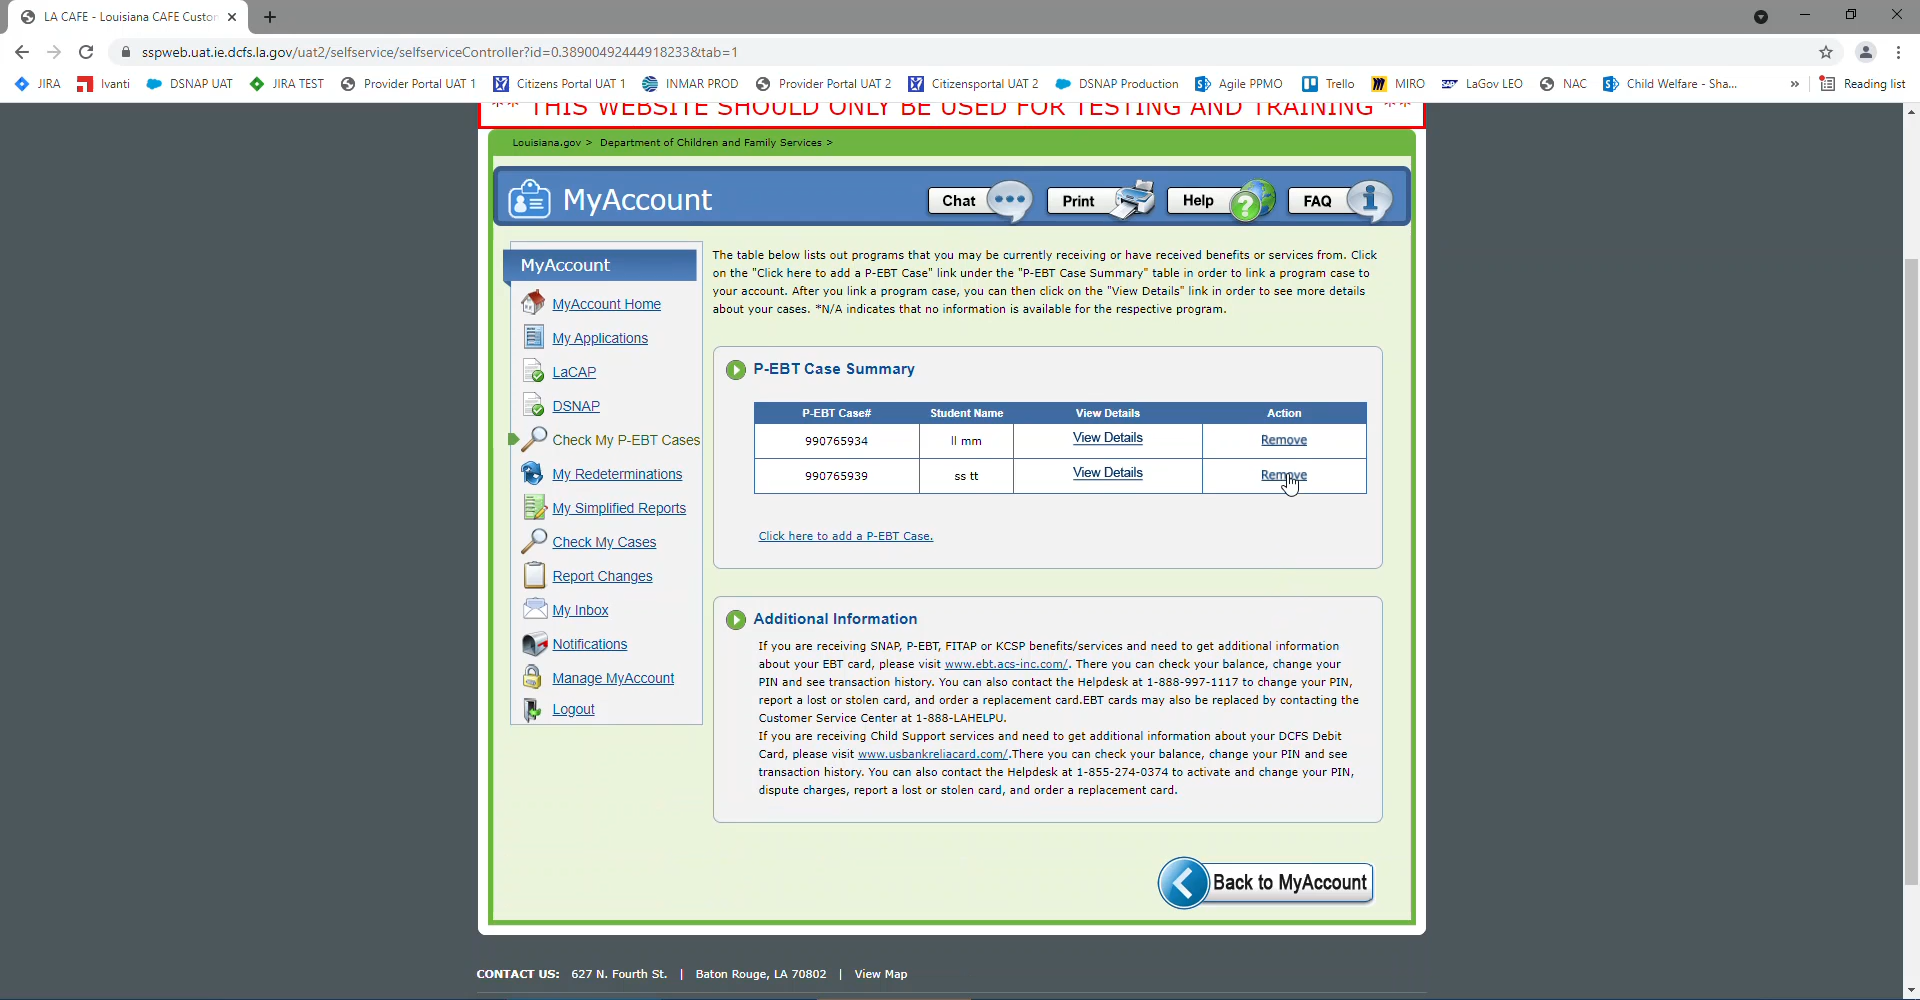 LA CAFE - Louisiana CAFE Custon
sspweb.uat.ie.dcfs.la.gov/uat2/selfservice/selfserviceController?id=0.38900492444918233&tab=1
JIRA Ivanti DSNAP UAT JIRA TEST Provider Portal UAT 1 Citizens Portal UAT 1 INMAR PROD Provider Portal UAT 2 Citizensportal UAT 2 DSNAP Production Agile PPMO Trello MIRO LaGov LEO NAC Child Welfare - Sha... » Reading list
** THIS WEBSITE SHOULD ONLY BE USED FOR TESTING AND TRAINING **
Louisiana.gov > Department of Children and Family Services >
MyAccount
Chat Print Help FAQ
MyAccount
MyAccount Home
My Applications
LaCAP
DSNAP
Check My P-EBT Cases
My Redeterminations
My Simplified Reports
Check My Cases
Report Changes
My Inbox
Notifications
Manage MyAccount
Logout
The table below lists out programs that you may be currently receiving or have received benefits or services from. Click
on the "Click here to add a P-EBT Case" link under the "P-EBT Case Summary" table in order to link a program case to
your account. After you link a program case, you can then click on the "View Details" link in order to see more details
about your cases. *N/A indicates that no information is available for the respective program.
P-EBT Case Summary
P-EBT Case# Student Name View Details Action
990765934 ll mm View Details Remove
990765939 ss tt View Details Remove
Click here to add a P-EBT Case.
Additional Information
If you are receiving SNAP, P-EBT, FITAP or KCSP benefits/services and need to get additional information
about your EBT card, please visit www.ebt.acs-inc.com/. There you can check your balance, change your
PIN and see transaction history. You can also contact the Helpdesk at 1-888-997-1117 to change your PIN,
report a lost or stolen card, and order a replacement card.EBT cards may also be replaced by contacting the
Customer Service Center at 1-888-LAHELPU.
If you are receiving Child Support services and need to get additional information about your DCFS Debit
Card, please visit www.usbankreliacard.com/.There you can check your balance, change your PIN and see
transaction history. You can also contact the Helpdesk at 1-855-274-0374 to activate and change your PIN,
dispute charges, report a lost or stolen card, and order a replacement card.
Back to MyAccount
CONTACT US: 627 N. Fourth St. | Baton Rouge, LA 70802 | View Map